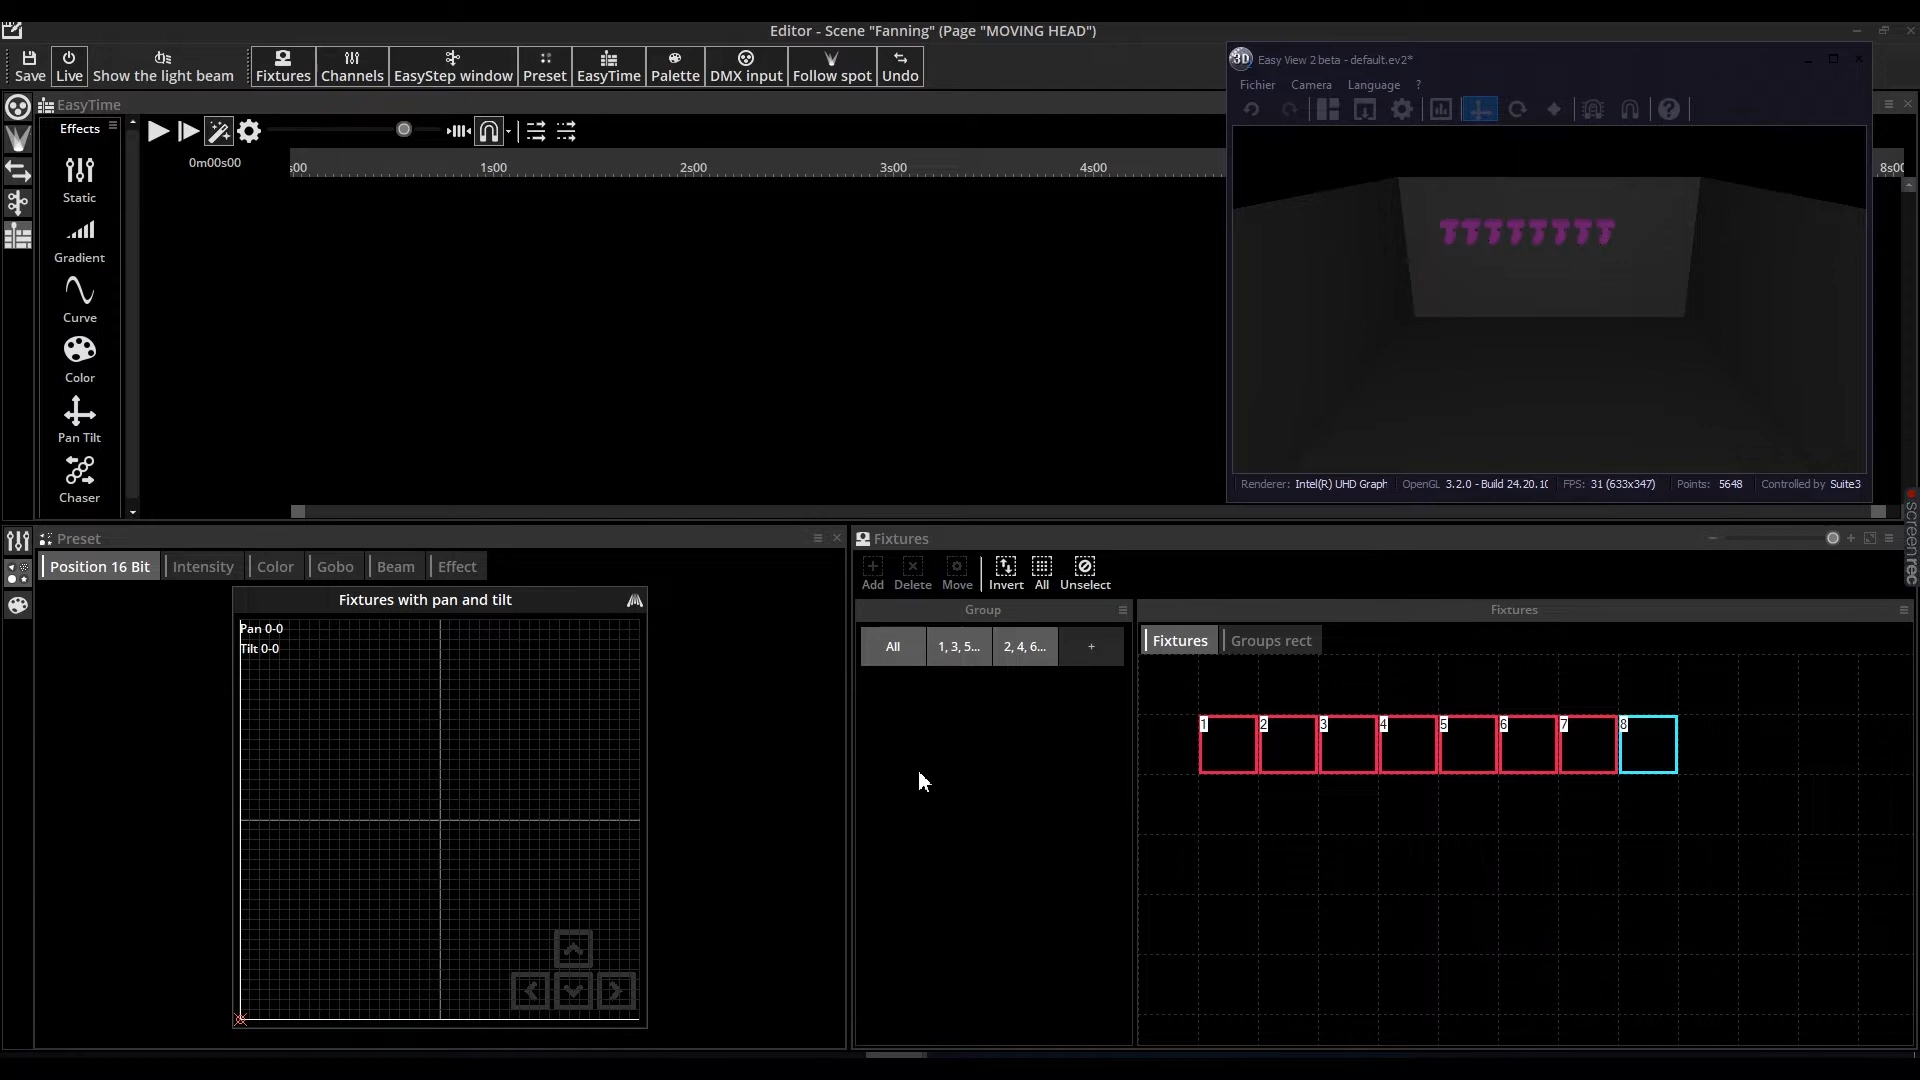 Editor - Scene "Fanning" (Page "MOVING HEAD")
Save Live Show the light beam Fixtures Channels EasyStep window Preset EasyTime Palette DMX input Follow spot Undo
EasyTime
Effects
Static
Gradient
Curve
Color
Pan Tilt
Chaser
0m00s00
s00 1s00 2s00 3s00 4s00 8s00
3D Easy View 2 beta - default.ev2*
Fichier Camera Language ?
Renderer: Intel(R) UHD Graph OpenGL 3.2.0 - Build 24.20.10 FPS: 31 (633x347) Points: 5648 Controlled by Suite3
screenrec
Preset
Position 16 Bit Intensity Color Gobo Beam Effect
Fixtures with pan and tilt
Pan 0-0
Tilt 0-0
Fixtures
Add Delete Move Invert All Unselect
Group
All 1, 3, 5... 2, 4, 6... +
Fixtures
Fixtures Groups rect
1 2 3 4 5 6 7 8